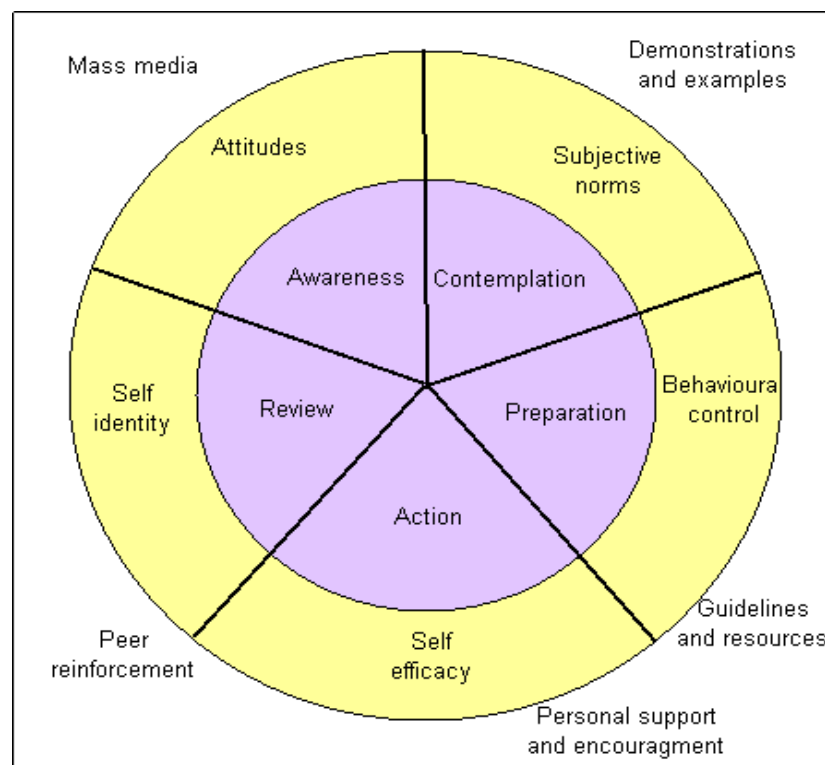 Mass media
Demonstrations
and examples
Attitudes
Subjective
norms
Awareness
Contemplation
Self
identity
Review
Preparation
Behavioura
control
Action
Peer
reinforcement
Self
efficacy
Guidelines
and resources
Personal support
and encouragment